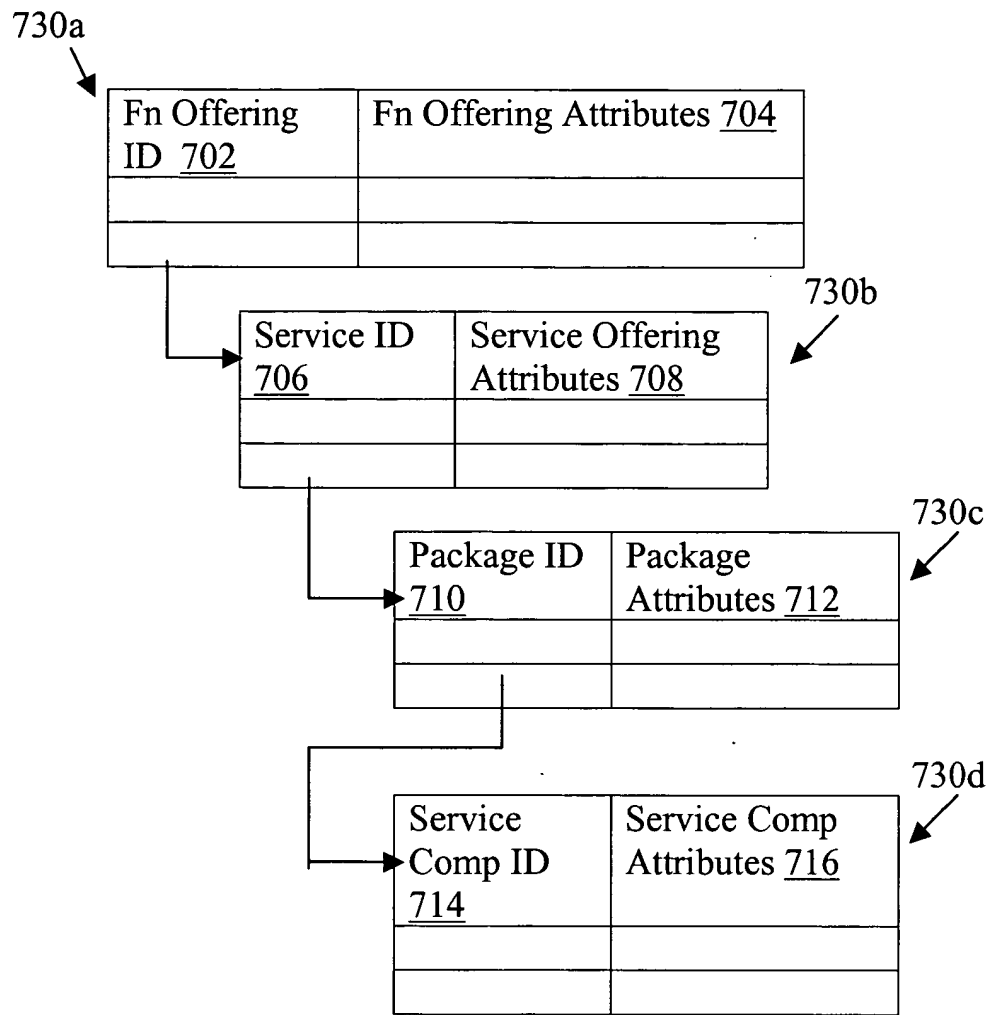 730a
Fn Offering Fn Offering Attributes 704
ID 702
730b
Service ID Service Offering
706 Attributes 708
730c
Package ID Package
710 Attributes 712
730d
Service Service Comp
Comp ID Attributes 716
714